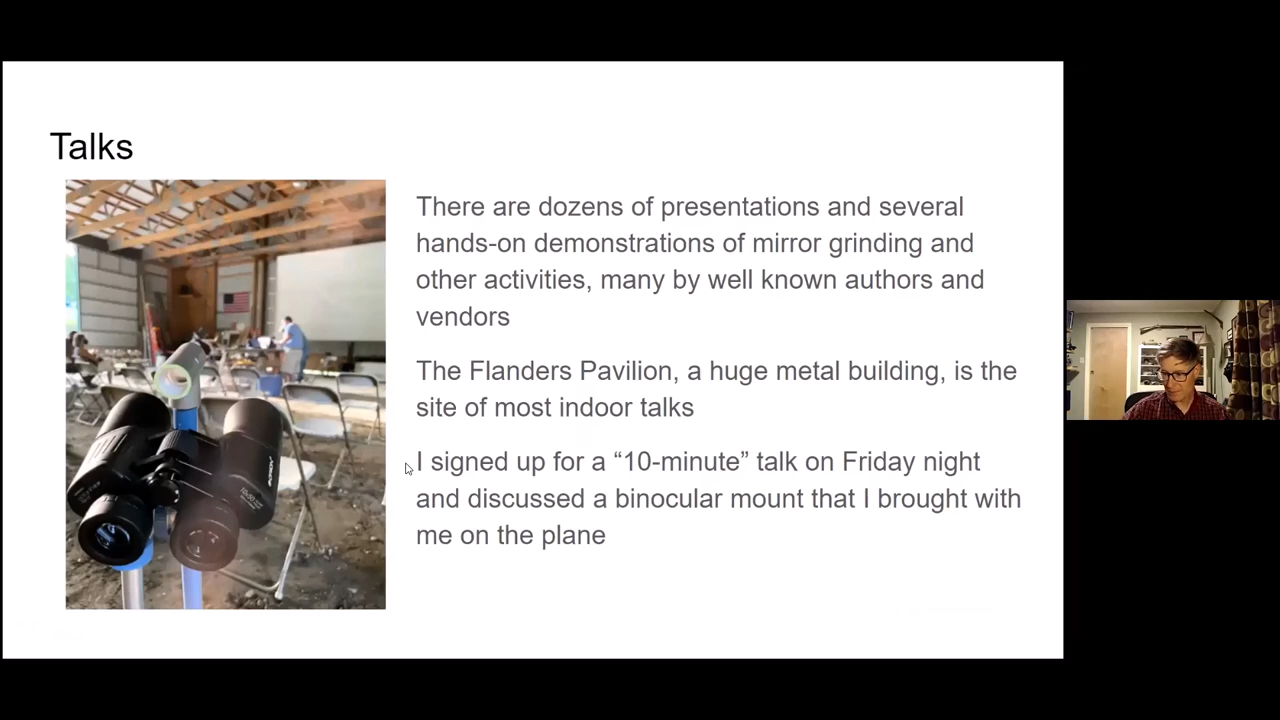 Talks
There are dozens of presentations and several
hands-on demonstrations of mirror grinding and
other activities, many by well known authors and
vendors
The Flanders Pavilion, a huge metal building, is the
site of most indoor talks
I signed up for a “10-minute” talk on Friday night
and discussed a binocular mount that I brought with
me on the plane